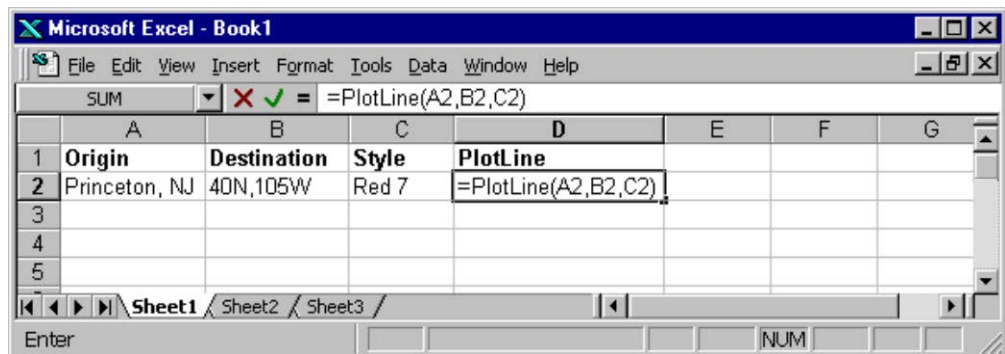 Microsoft Excel - Book1
File Edit View Insert Format Tools Data Window Help
SUM = =PlotLine(A2,B2,C2)
A B C D E F G
1 Origin Destination Style PlotLine
2 Princeton, NJ 40N,105W Red 7 =PlotLine(A2,B2,C2)
3
4
5
Sheet1 / Sheet2 / Sheet3 /
Enter NUM